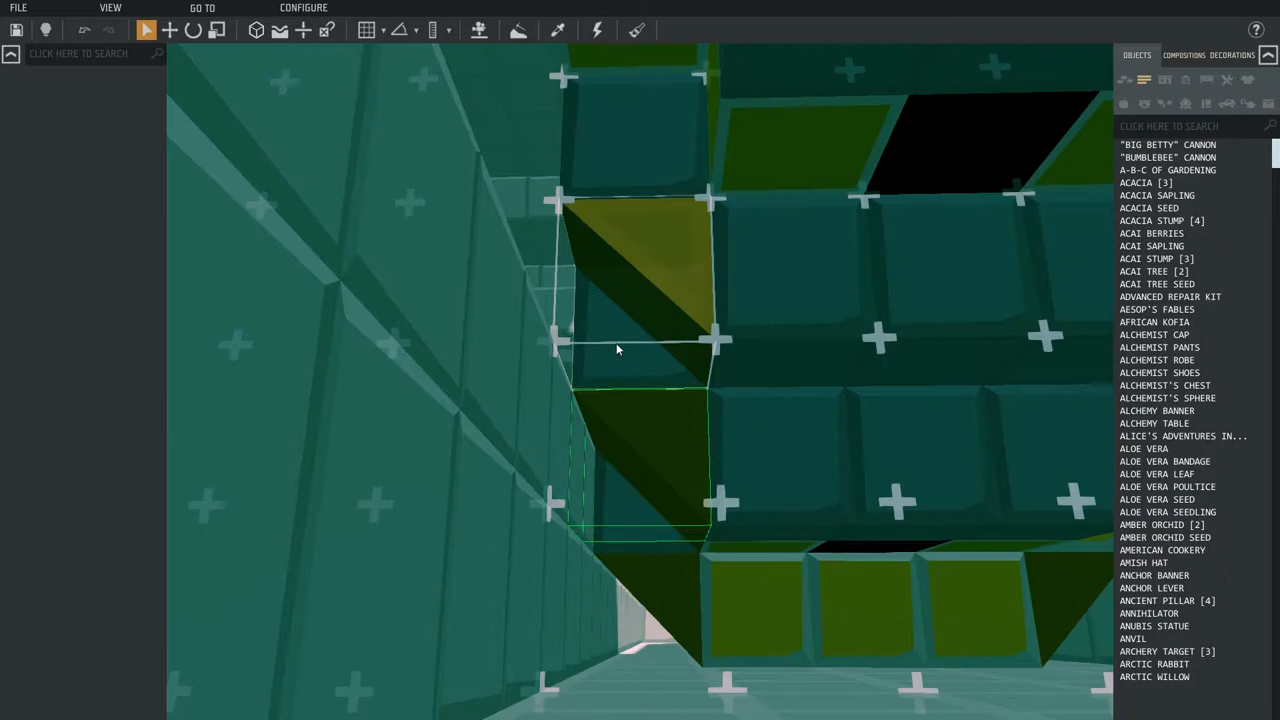 FILE VIEW GO TO CONFIGURE
CLICK HERE TO SEARCH
OBJECTS COMPOSITIONS DECORATIONS
CLICK HERE TO SEARCH
"BIG BETTY" CANNON
"BUMBLEBEE" CANNON
A-B-C OF GARDENING
ACACIA [3]
ACACIA SAPLING
ACACIA SEED
ACACIA STUMP [4]
ACAI BERRIES
ACAI SAPLING
ACAI STUMP [3]
ACAI TREE [2]
ACAI TREE SEED
ADVANCED REPAIR KIT
AESOP'S FABLES
AFRICAN KOFIA
ALCHEMIST CAP
ALCHEMIST PANTS
ALCHEMIST ROBE
ALCHEMIST SHOES
ALCHEMIST'S CHEST
ALCHEMIST'S SPHERE
ALCHEMY BANNER
ALCHEMY TABLE
ALICE'S ADVENTURES IN...
ALOE VERA
ALOE VERA BANDAGE
ALOE VERA LEAF
ALOE VERA POULTICE
ALOE VERA SEED
ALOE VERA SEEDLING
AMBER ORCHID [2]
AMBER ORCHID SEED
AMERICAN COOKERY
AMISH HAT
ANCHOR BANNER
ANCHOR LEVER
ANCIENT PILLAR [4]
ANNIHILATOR
ANUBIS STATUE
ANVIL
ARCHERY TARGET [3]
ARCTIC RABBIT
ARCTIC WILLOW